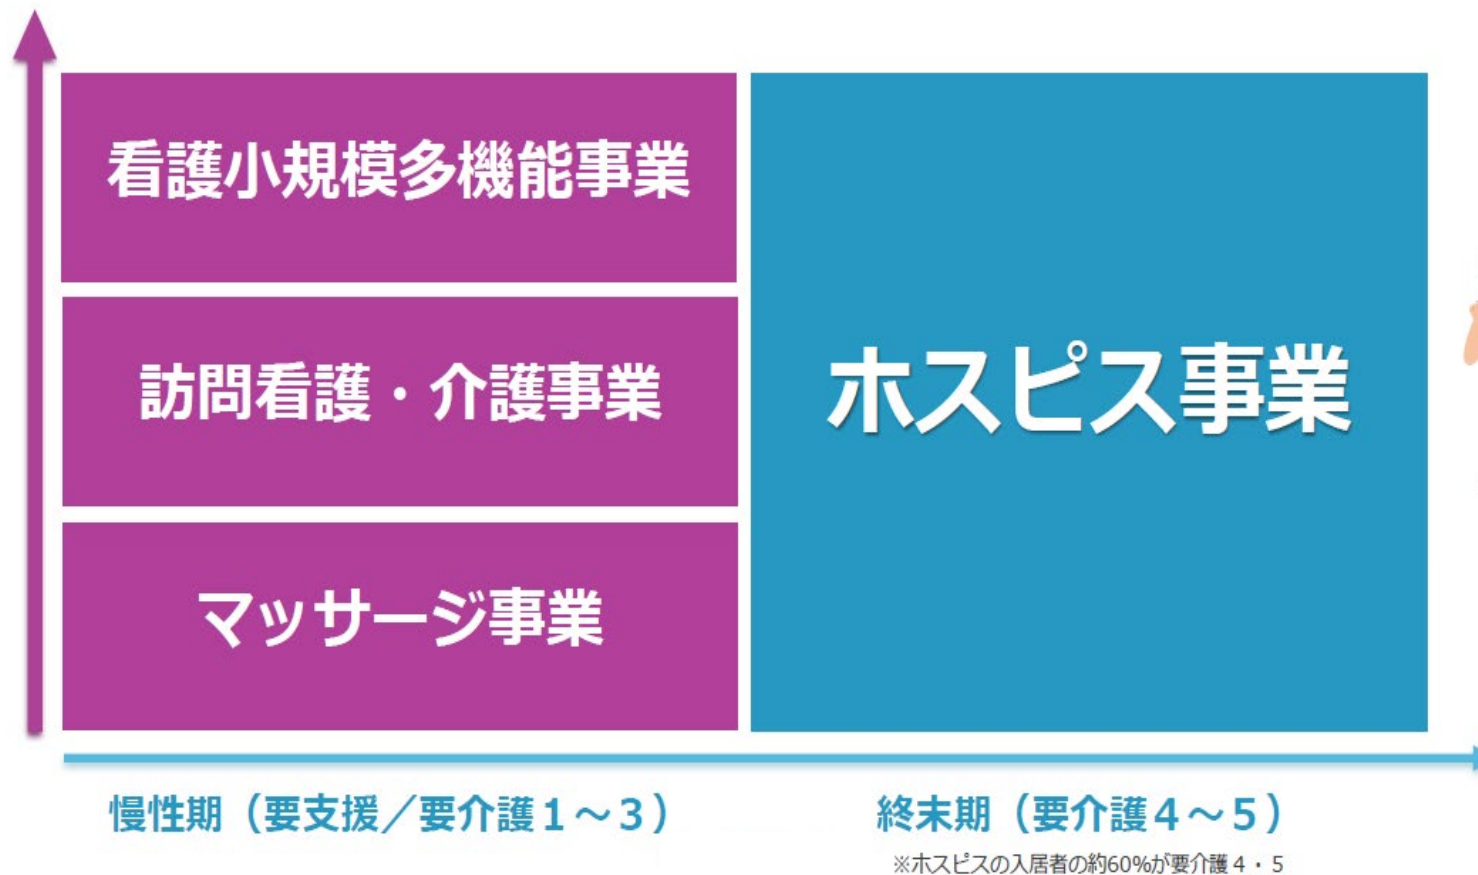 看護小規模多機能事業
訪問看護・介護事業
マッサージ事業
ホスピス事業
慢性期（要支援／要介護１～３）
終末期（要介護４～５）
※ホスピスの入居者の約60%が要介護４・５